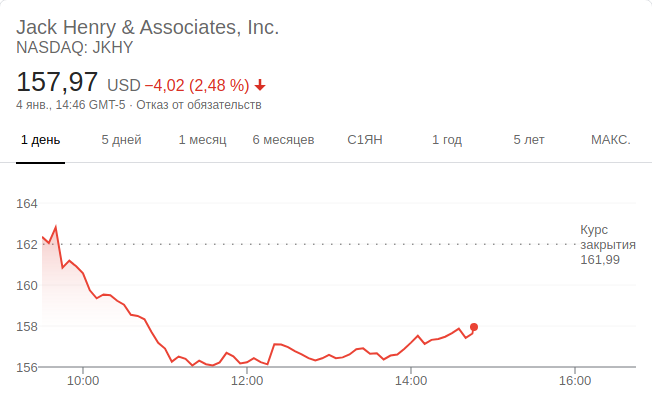 Jack Henry & Associates, Inc.
NASDAQ: JKHY
157,97 USD −4,02 (2,48 %)
4 янв., 14:46 GMT-5 · Отказ от обязательств
1 день 5 дней 1 месяц 6 месяцев С1ЯН 1 год 5 лет МАКС.
164
162
160
158
156
Курс
закрытия
161,99
10:00 12:00 14:00 16:00